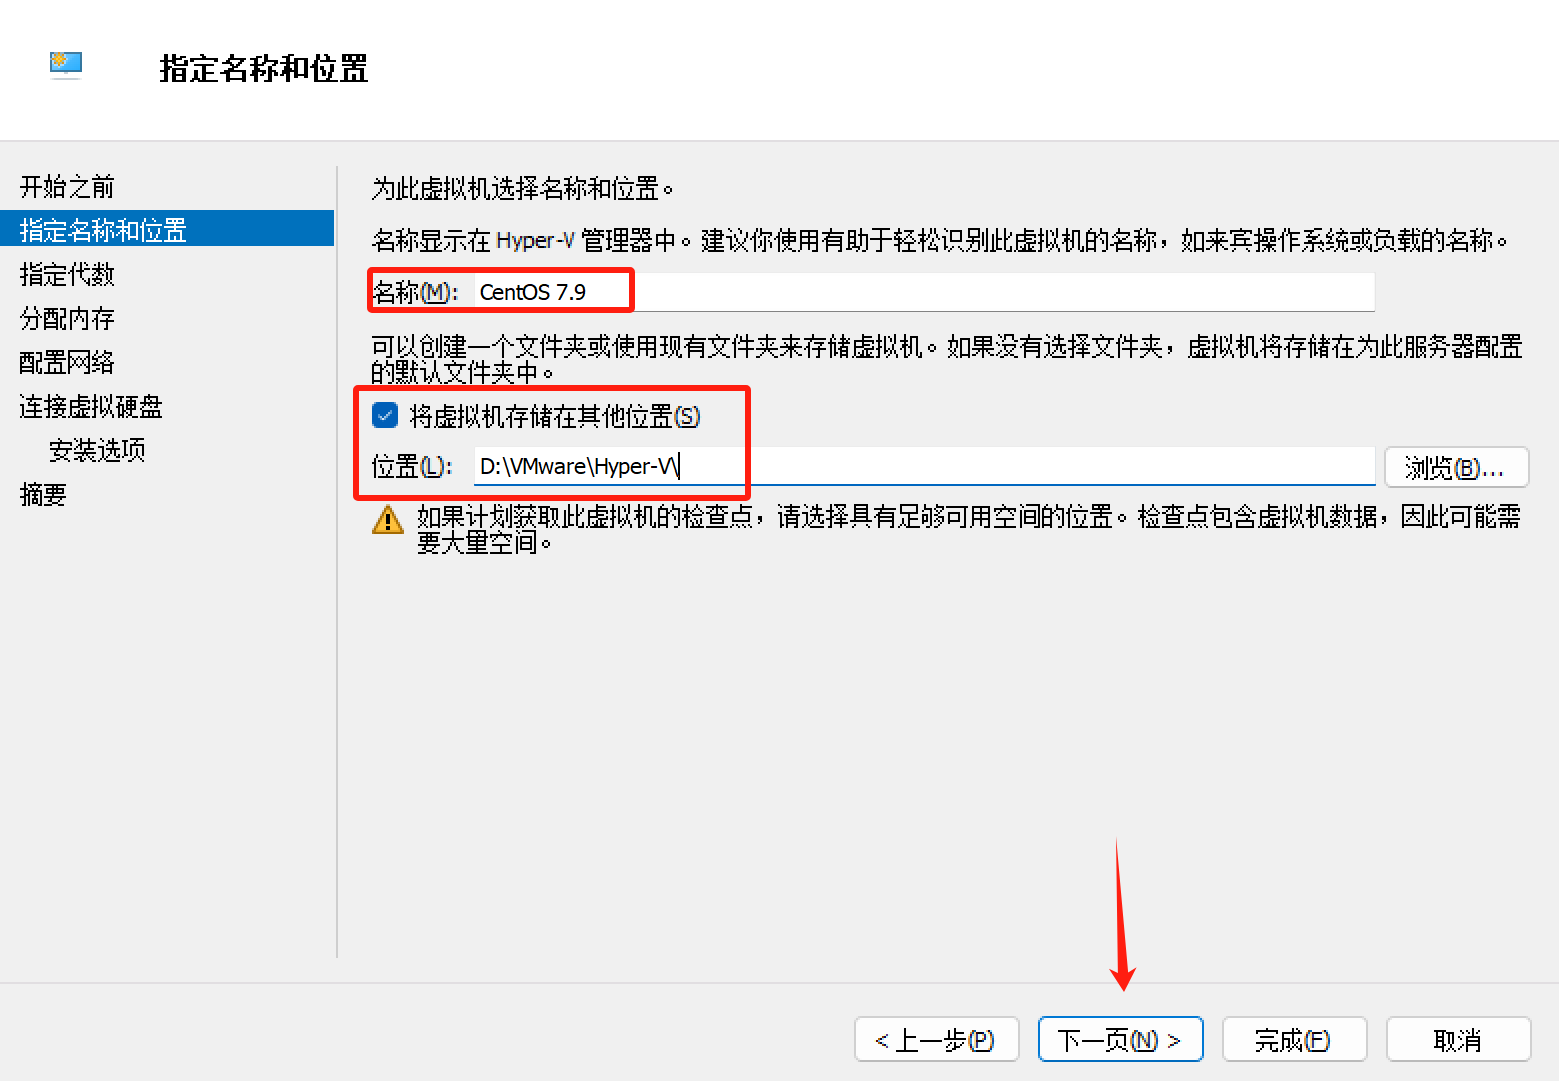 指定名称和位置
开始之前
指定名称和位置
指定代数
分配内存
配置网络
连接虚拟硬盘
安装选项
摘要
为此虚拟机选择名称和位置。
名称显示在 Hyper-V 管理器中。建议你使用有助于轻松识别此虚拟机的名称，如来宾操作系统或负载的名称。
名称(M): CentOS 7.9
可以创建一个文件夹或使用现有文件夹来存储虚拟机。如果没有选择文件夹，虚拟机将存储在为此服务器配置
的默认文件夹中。
将虚拟机存储在其他位置(S)
位置(L): D:\VMware\Hyper-V\
浏览(B)...
如果计划获取此虚拟机的检查点，请选择具有足够可用空间的位置。检查点包含虚拟机数据，因此可能需
要大量空间。
< 上一步(P)
下一页(N) >
完成(F)
取消